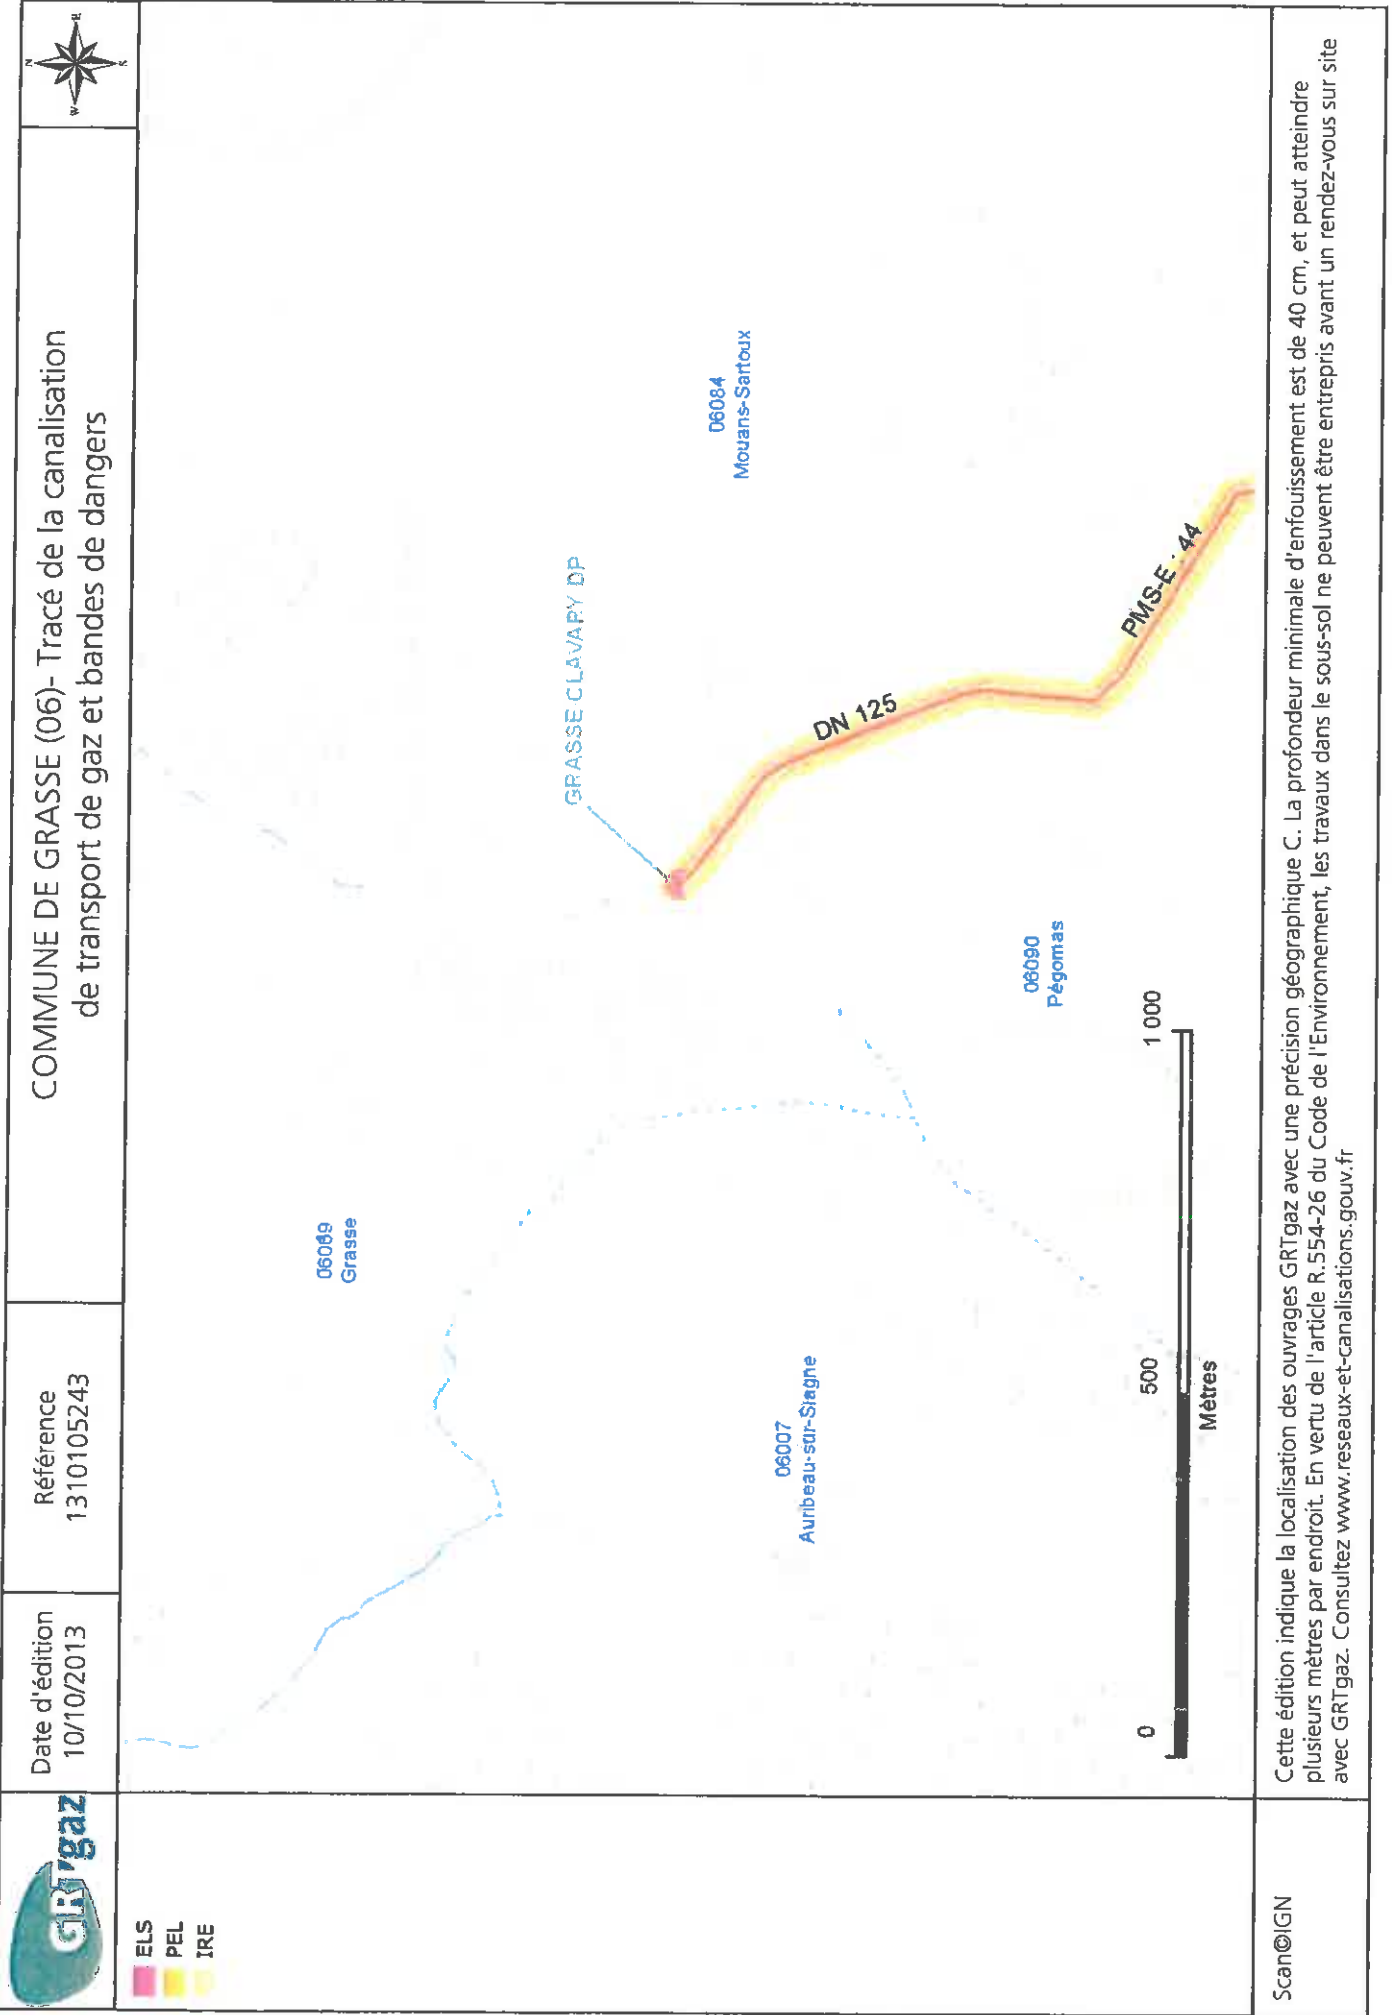 GRTgaz
Date d'édition
10/10/2013
Référence
1310105243
COMMUNE DE GRASSE (06)- Tracé de la canalisation
de transport de gaz et bandes de dangers
N
W
E
S
ELS
PEL
IRE
06069
Grasse
GRASSE CLAVARY DP
06084
Mouans-Sartoux
DN 125
06007
Auribeau-sur-Siagne
06090
Pégomas
PMS-E : 44
0
500
1 000
Mètres
Scan©IGN
Cette édition indique la localisation des ouvrages GRTgaz avec une précision géographique C. La profondeur minimale d'enfouissement est de 40 cm, et peut atteindre
plusieurs mètres par endroit. En vertu de l'article R.554-26 du Code de l'Environnement, les travaux dans le sous-sol ne peuvent être entrepris avant un rendez-vous sur site
avec GRTgaz. Consultez www.reseaux-et-canalisations.gouv.fr